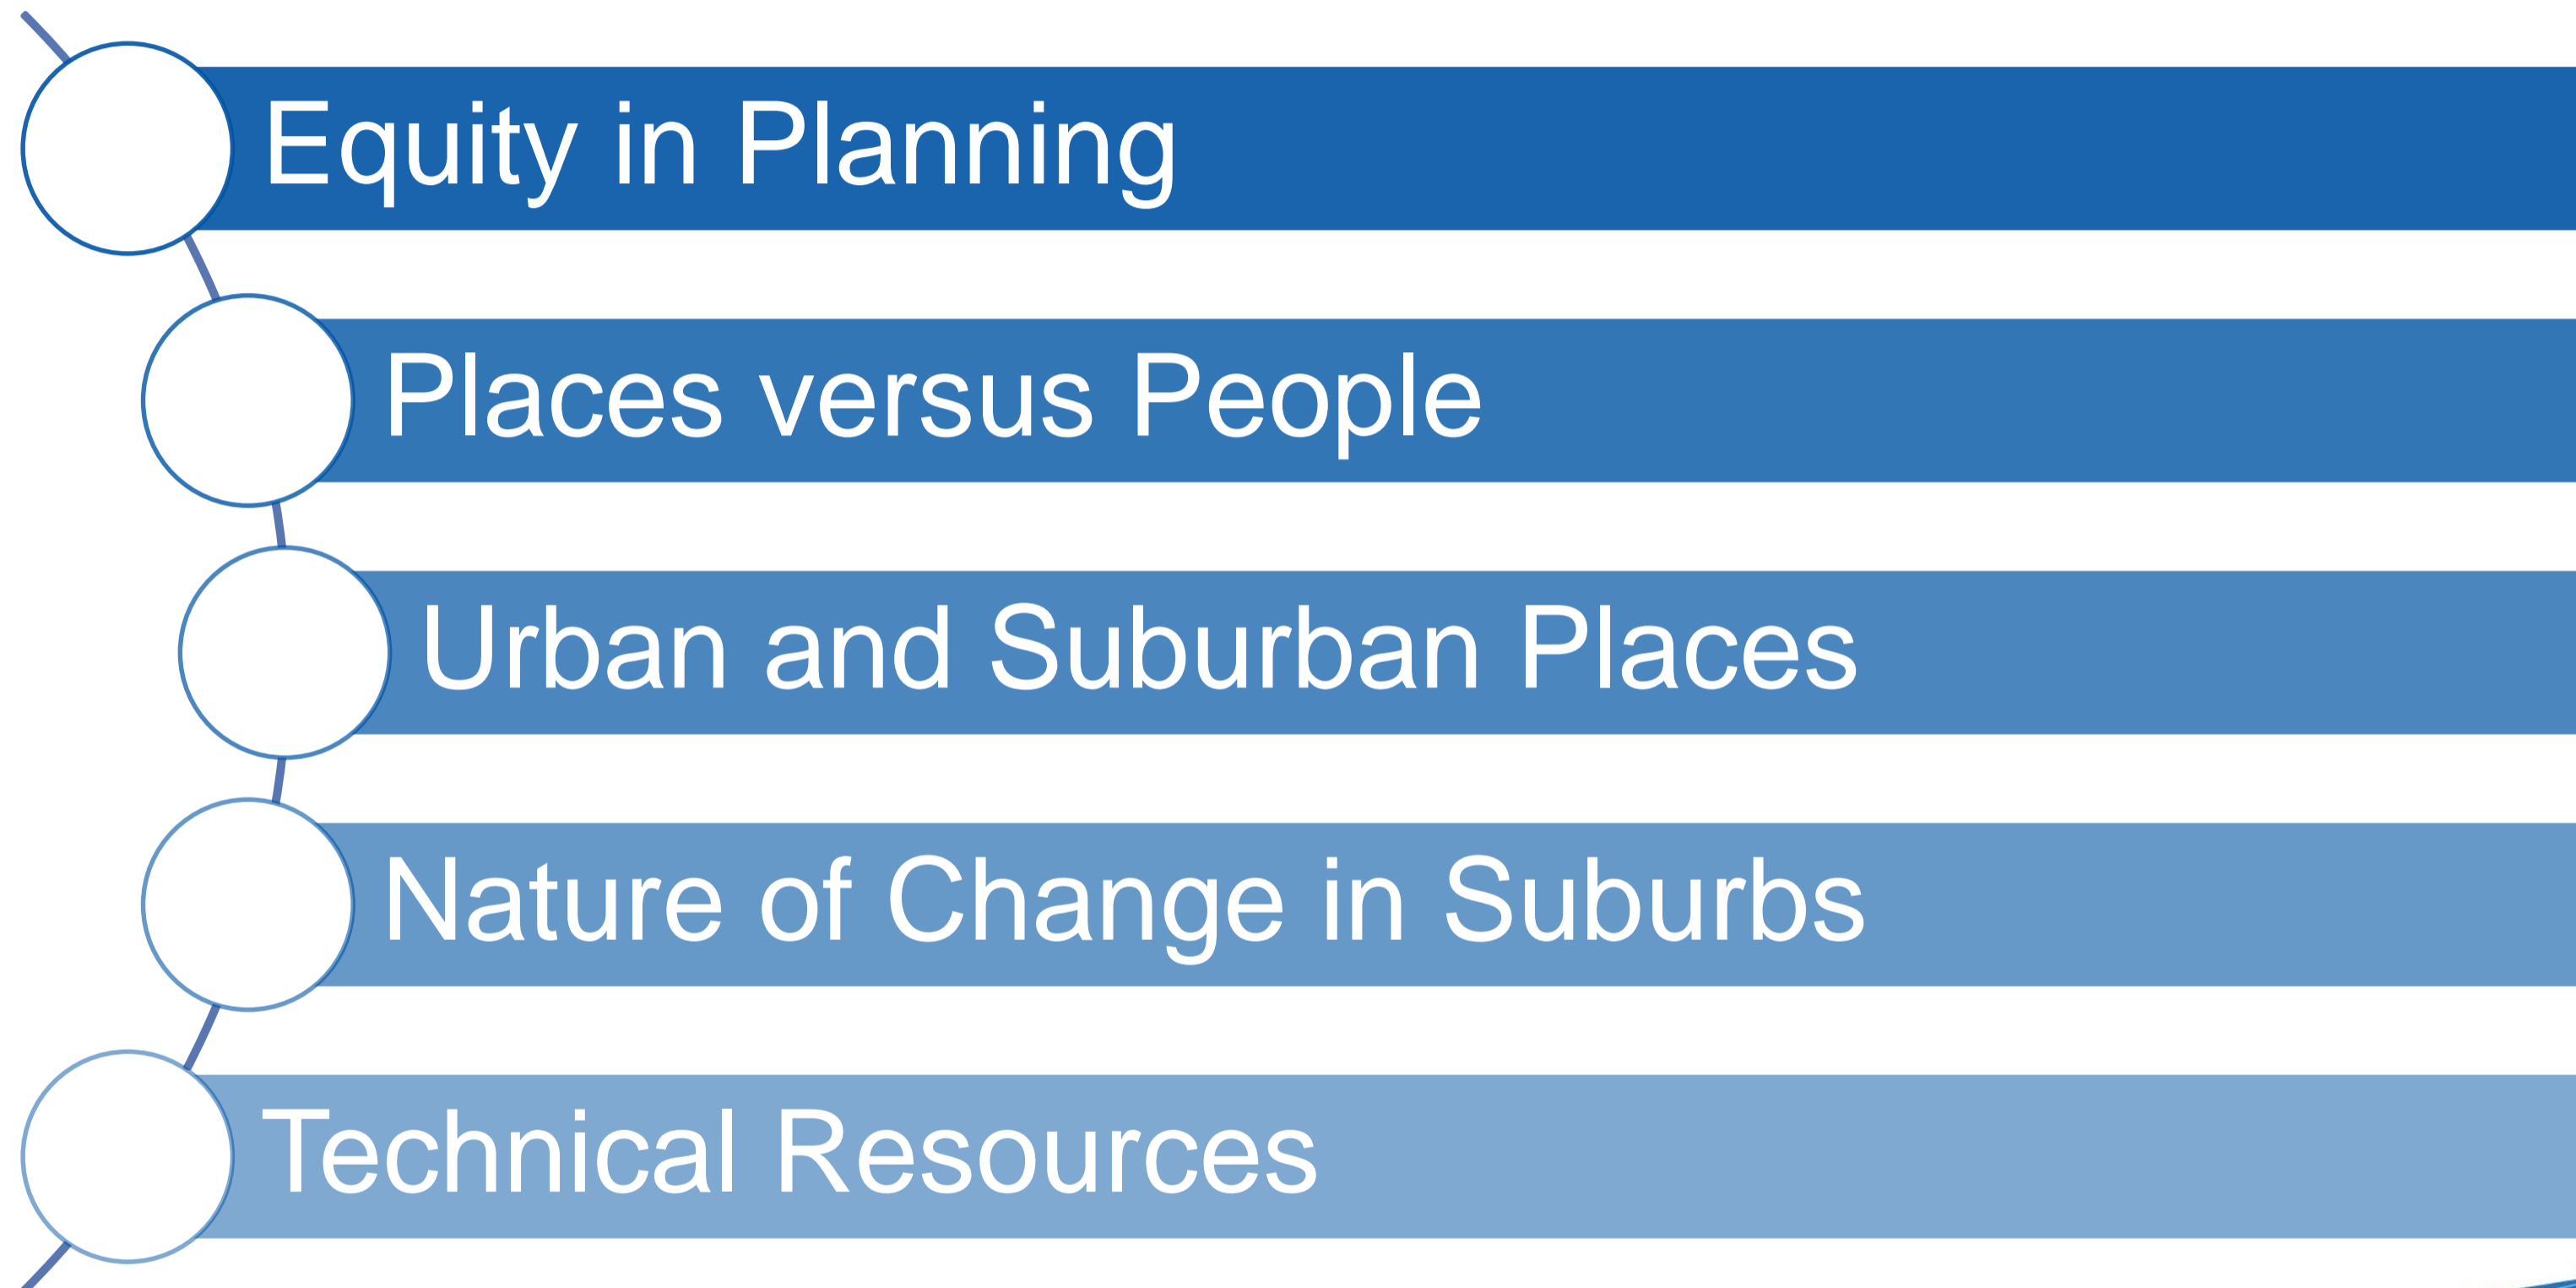 Equity in Planning
Places versus People
Urban and Suburban Places
Nature of Change in Suburbs
Technical Resources